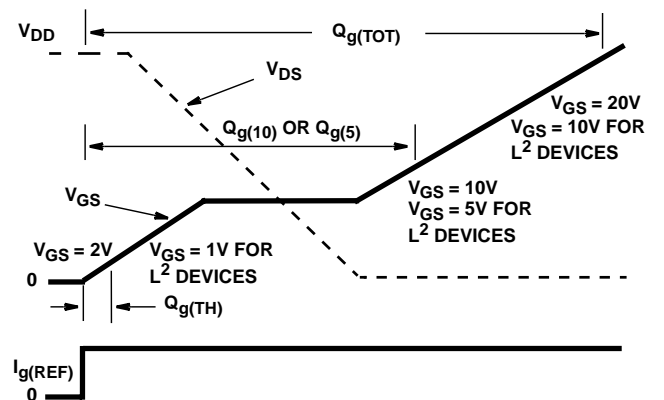 V_DD
Q_g(TOT)
V_DS
V_GS = 20V
V_GS = 10V FOR
L² DEVICES
Q_g(10) OR Q_g(5)
V_GS
V_GS = 10V
V_GS = 5V FOR
L² DEVICES
V_GS = 2V
V_GS = 1V FOR
L² DEVICES
0
Q_g(TH)
I_g(REF)
0